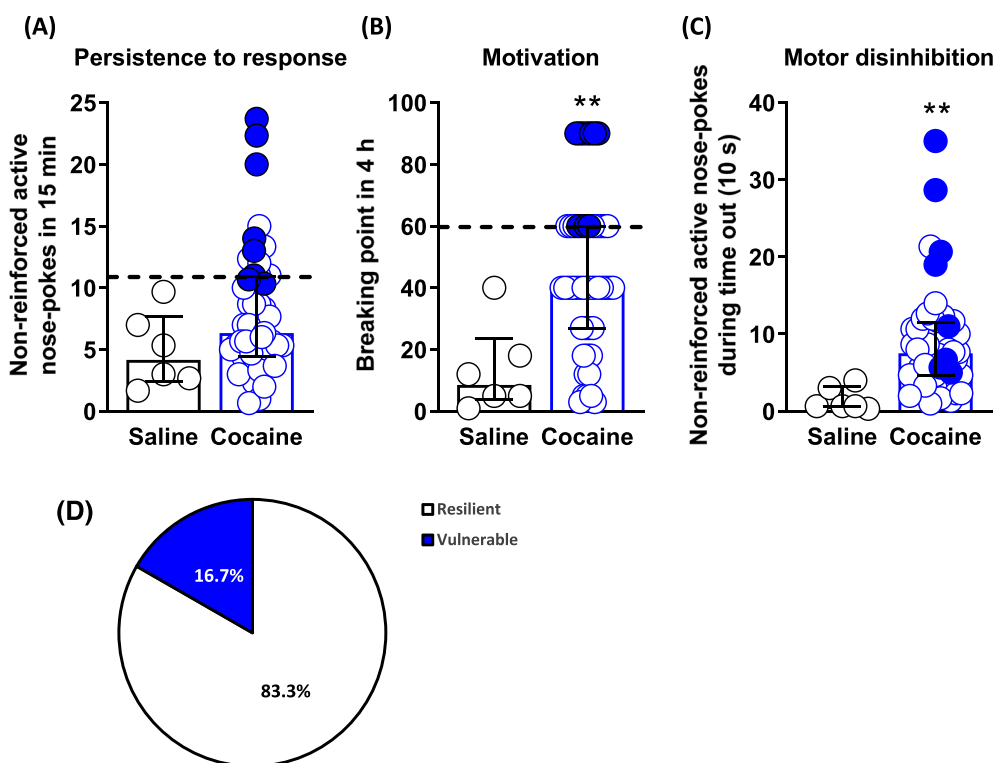 (A)
Persistence to response
Non-reinforced active
nose-pokes in 15 min
25
20
15
10
5
0
Saline
Cocaine
(B)
Motivation
Breaking point in 4 h
100
80
60
40
20
0
**
Saline
Cocaine
(C)
Motor disinhibition
Non-reinforced active nose-pokes
during time out (10 s)
40
30
20
10
0
**
Saline
Cocaine
(D)
16.7%
83.3%
Resilient
Vulnerable